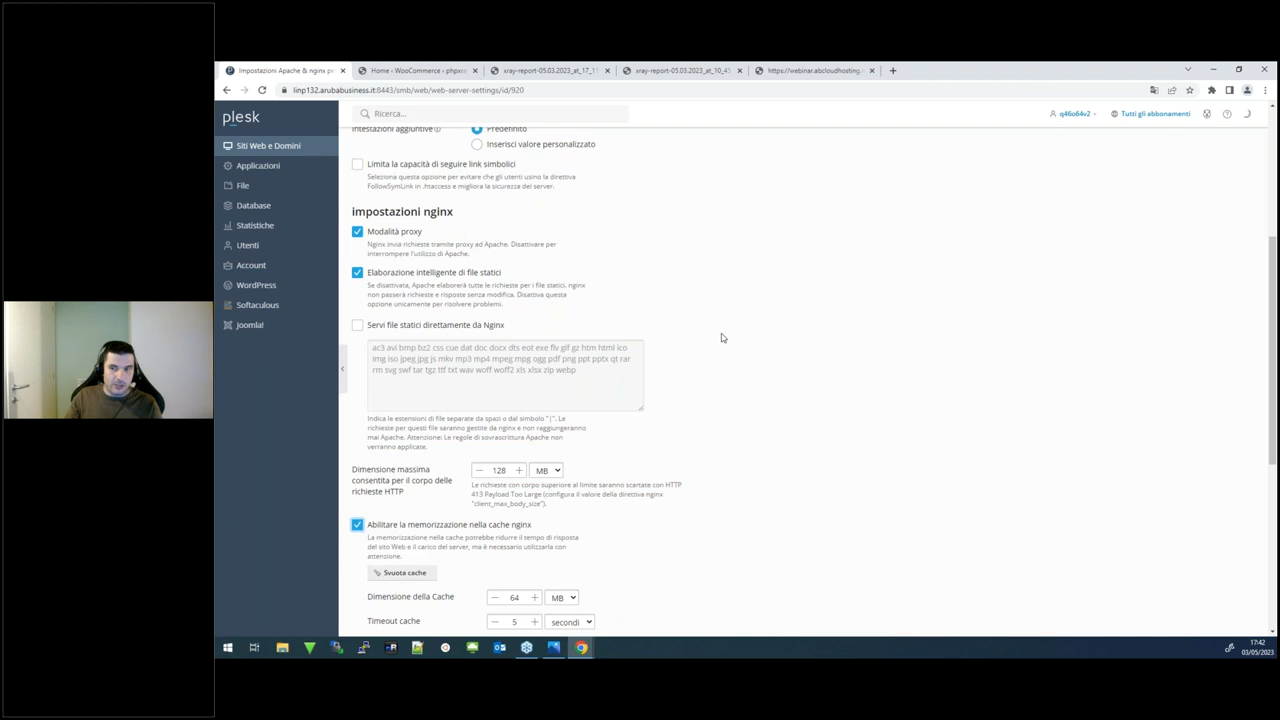 Impostazioni Apache & nginx pe
Home ‹ WooCommerce ‹ phpxra
xray-report-05.03.2023_at_17_11
xray-report-05.03.2023_at_10_45
https://webinar.abcloudhosting.
linp132.arubabusiness.it:8443/smb/web/web-server-settings/id/920
plesk
Ricerca...
q46o64v2
Tutti gli abbonamenti
Siti Web e Domini
Applicazioni
File
Database
Statistiche
Utenti
Account
WordPress
Softaculous
Joomla!
Intestazioni aggiuntive
Predefinito
Inserisci valore personalizzato
Limita la capacità di seguire link simbolici
Seleziona questa opzione per evitare che gli utenti usino la direttiva
FollowSymLink in .htaccess e migliora la sicurezza del server.
impostazioni nginx
Modalità proxy
Nginx invia richieste tramite proxy ad Apache. Disattivare per
interrompere l'utilizzo di Apache.
Elaborazione intelligente di file statici
Se disattivata, Apache elaborerà tutte le richieste per i file statici. nginx
non passerà richieste e risposte senza modifica. Disattiva questa
opzione unicamente per risolvere problemi.
Servi file statici direttamente da Nginx
ac3 avi bmp bz2 css cue dat doc docx dts eot exe flv gif gz htm html ico
img iso jpeg jpg js mkv mp3 mp4 mpeg mpg ogg pdf png ppt pptx qt rar
rm svg swf tar tgz ttf txt wav woff woff2 xls xlsx zip webp
Indica le estensioni di file separate da spazi o dal simbolo "|". Le
richieste per questi file saranno gestite da nginx e non raggiungeranno
mai Apache. Attenzione: Le regole di sovrascrittura Apache non
verranno applicate.
Dimensione massima
consentita per il corpo delle
richieste HTTP
128
MB
Le richieste con corpo superiore al limite saranno scartate con HTTP
413 Payload Too Large (configura il valore della direttiva nginx
"client_max_body_size").
Abilitare la memorizzazione nella cache nginx
La memorizzazione nella cache potrebbe ridurre il tempo di risposta
del sito Web e il carico del server, ma è necessario utilizzarla con
attenzione.
Svuota cache
Dimensione della Cache
64
MB
Timeout cache
5
secondi
17:42
03/05/2023